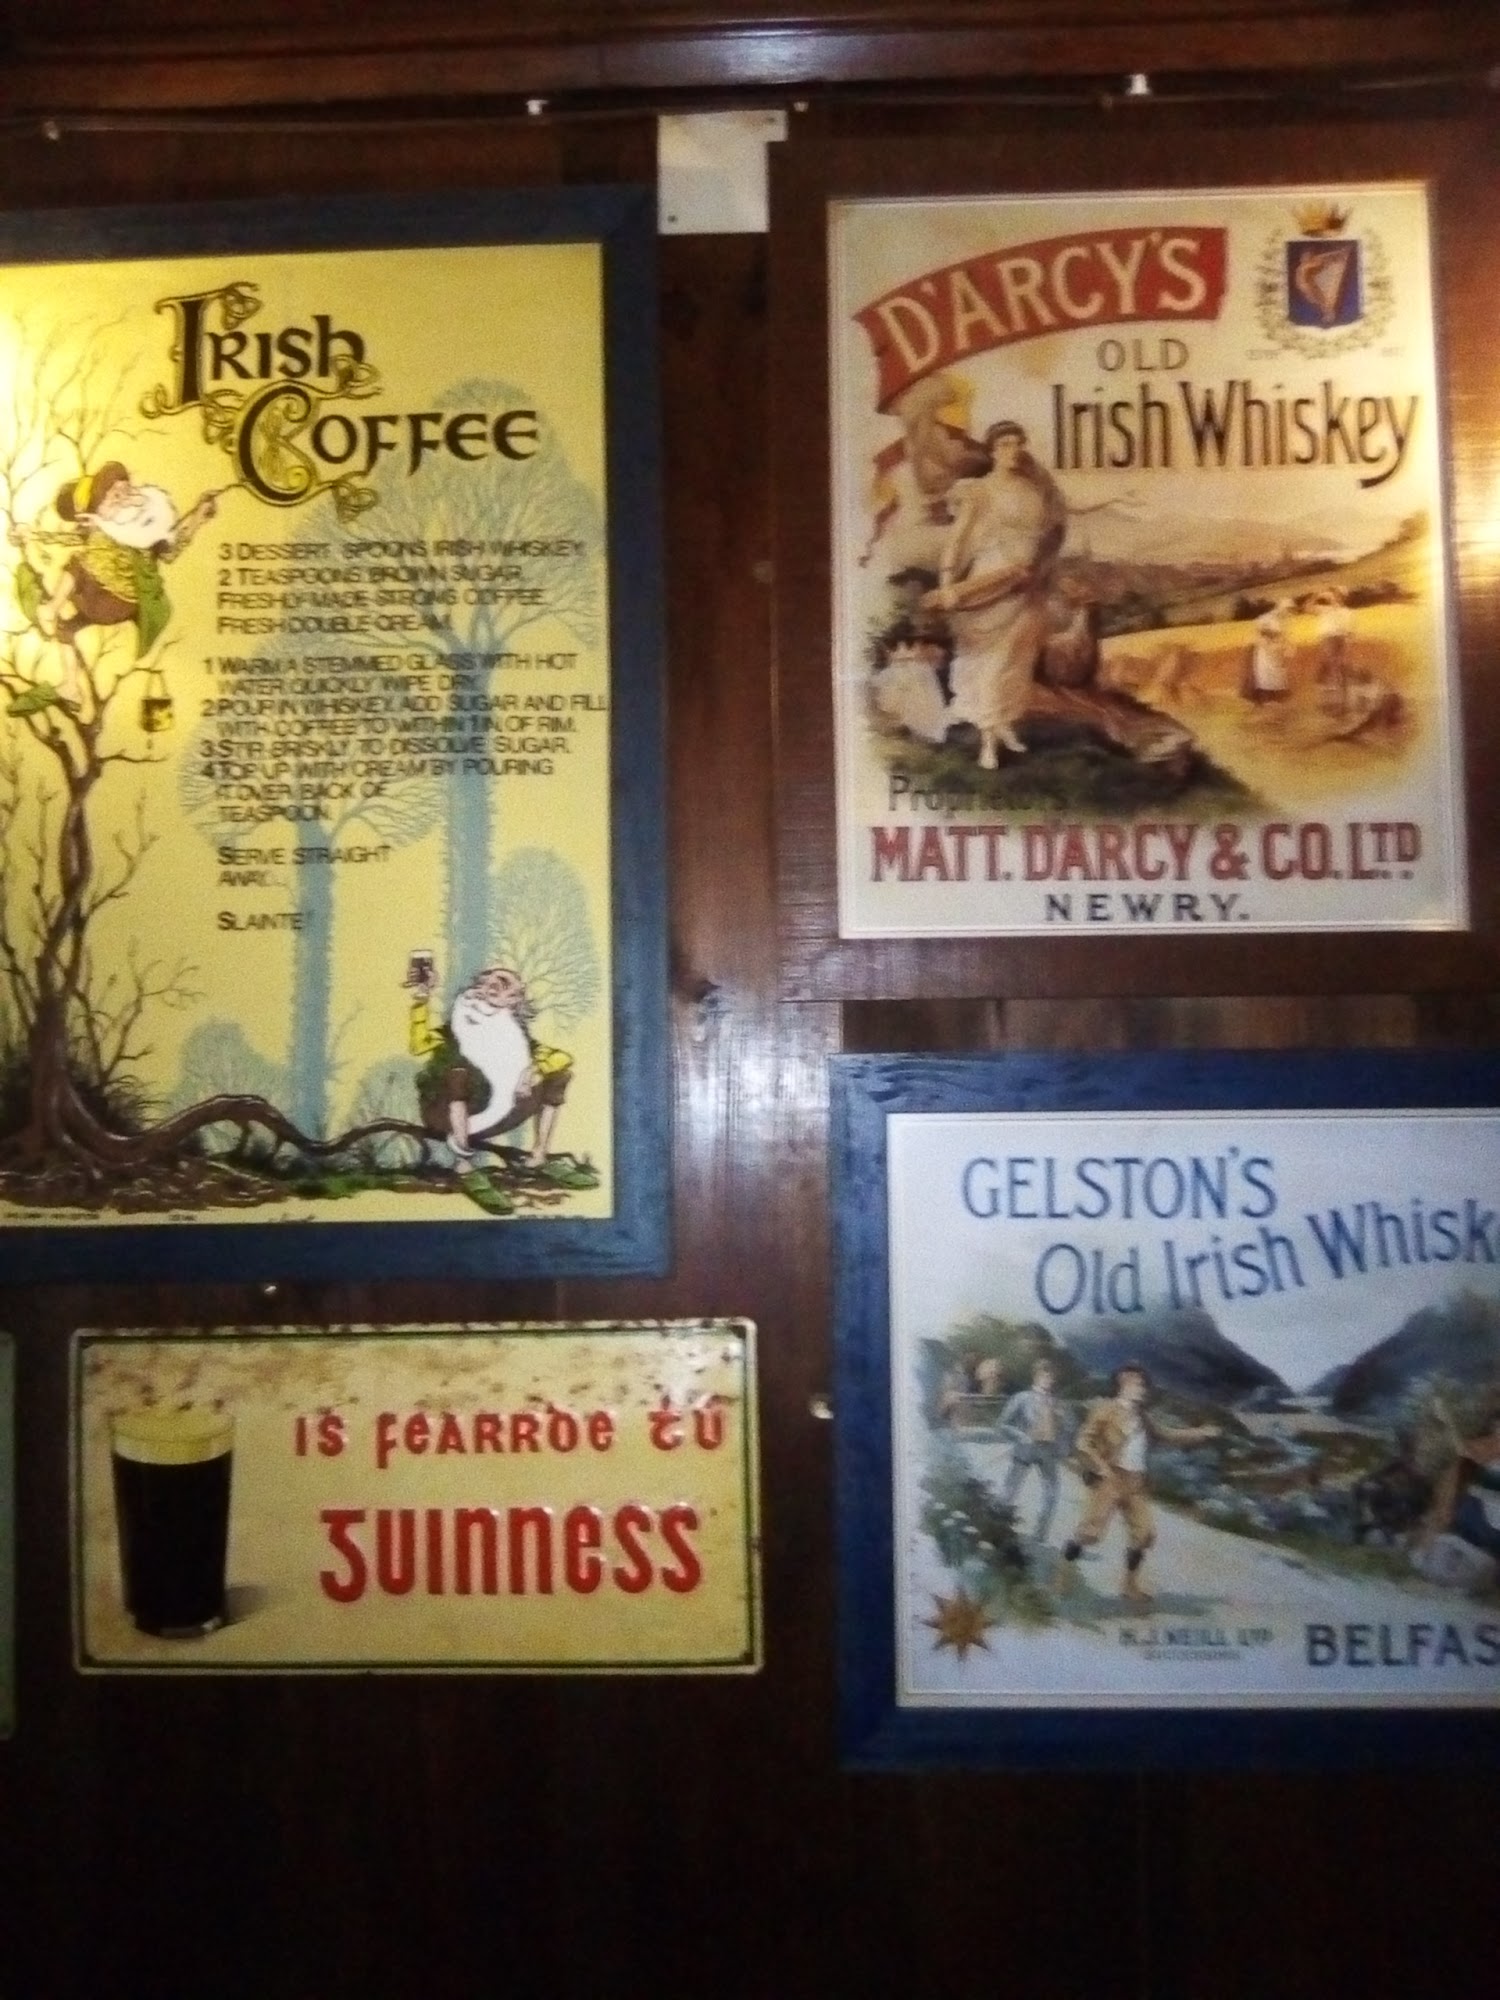 IRISH
COFFEE
3 DESSERT SPOONS IRISH WHISKEY
2 TEASPOONS BROWN SUGAR
FRESHLY MADE STRONG COFFEE
FRESH DOUBLE CREAM
1 WARM A STEMMED GLASS WITH HOT
WATER QUICKLY WIPE DRY
2 POUR IN WHISKEY, ADD SUGAR AND FILL
WITH COFFEE TO WITHIN 1 IN. OF RIM.
3 STIR BRISKLY TO DISSOLVE SUGAR.
4 TOP UP WITH CREAM BY POURING
IT OVER BACK OF
TEASPOON
SERVE STRAIGHT
AWAY...
SLAINTE'
D'ARCY'S
OLD
Irish Whiskey
Proprietors
MATT. D'ARCY & CO. LTD.
NEWRY.
IS feARRDe tú
GUINNeSS
GELSTON'S
Old Irish Whisk
BELFAS